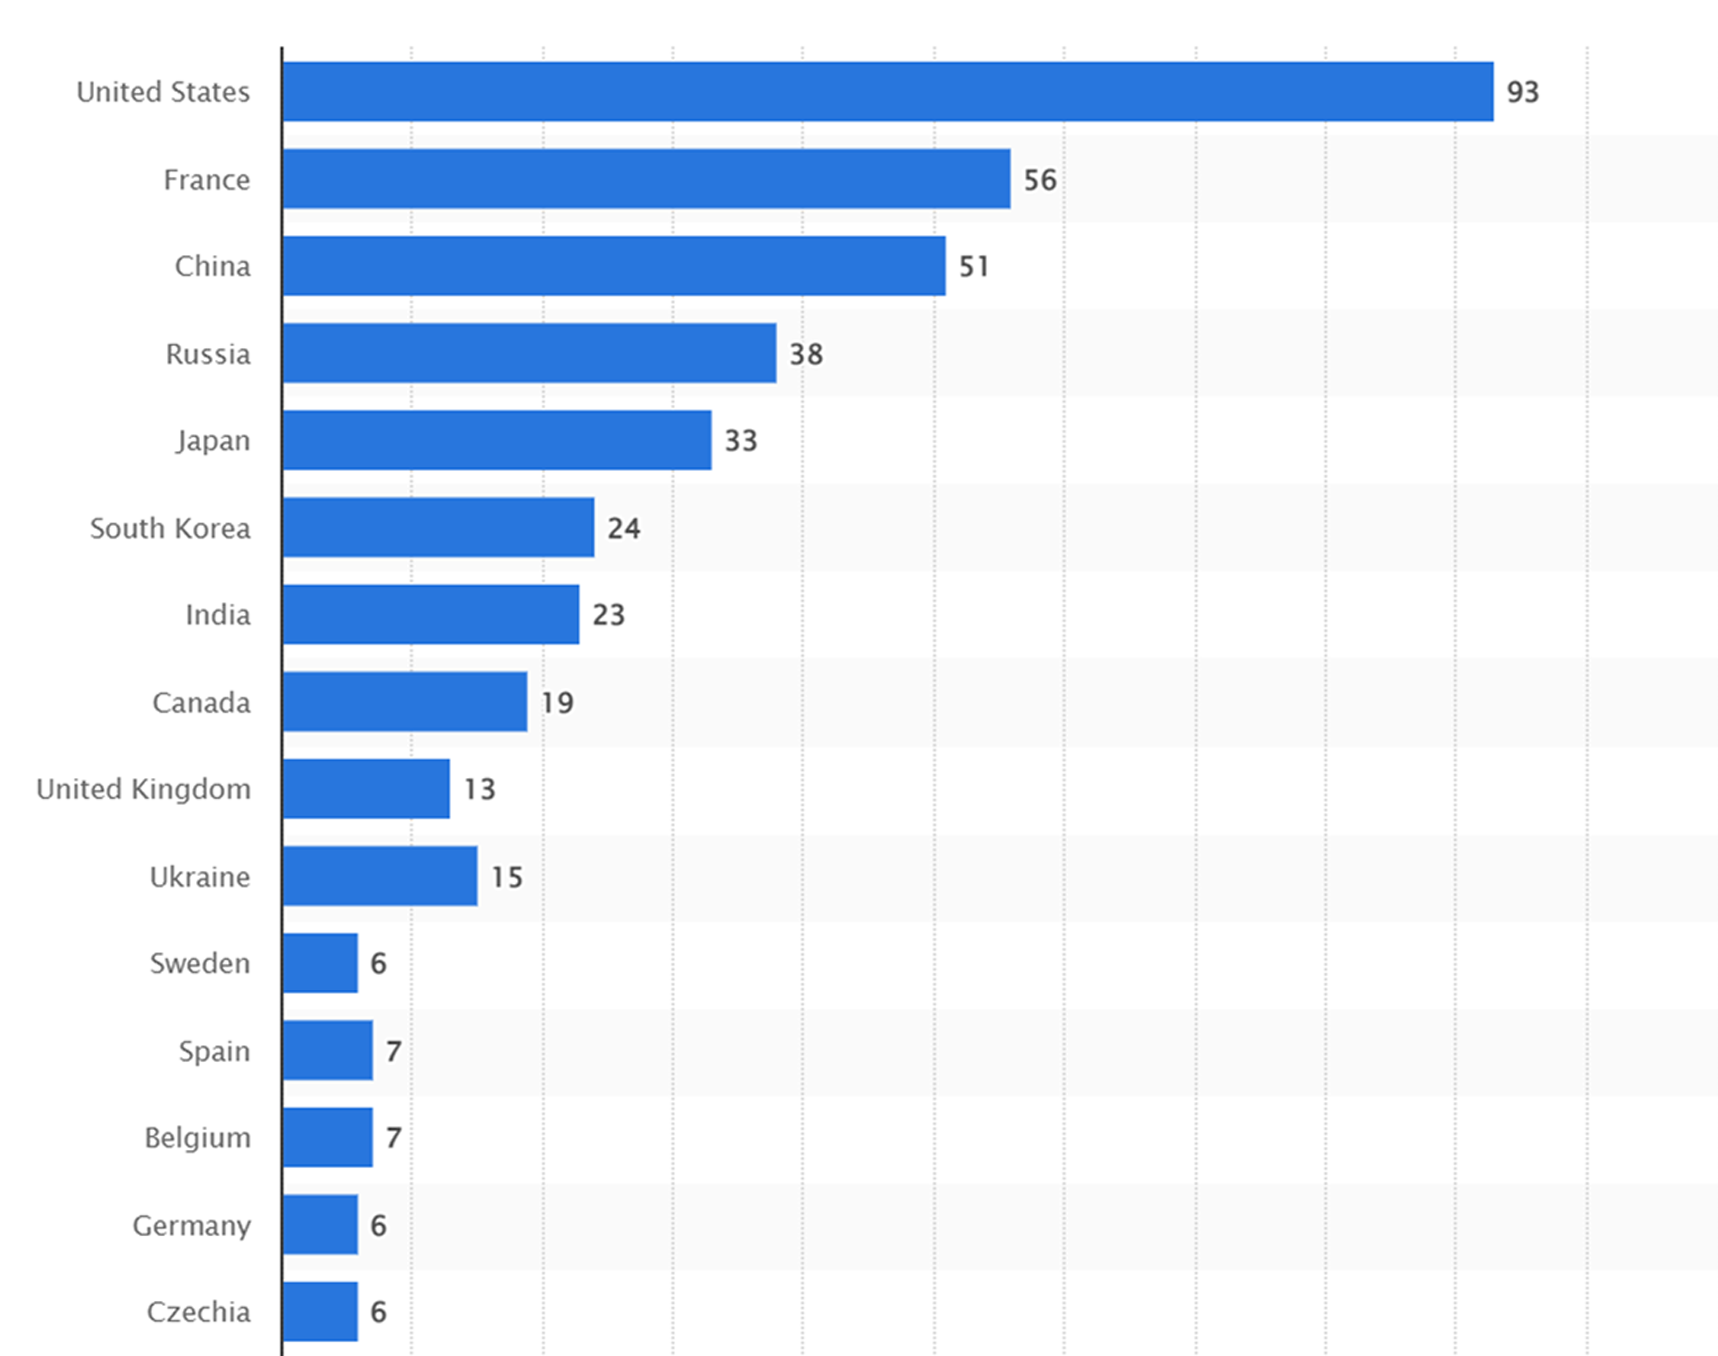 United States 93
France 56
China 51
Russia 38
Japan 33
South Korea 24
India 23
Canada 19
United Kingdom 13
Ukraine 15
Sweden 6
Spain 7
Belgium 7
Germany 6
Czechia 6